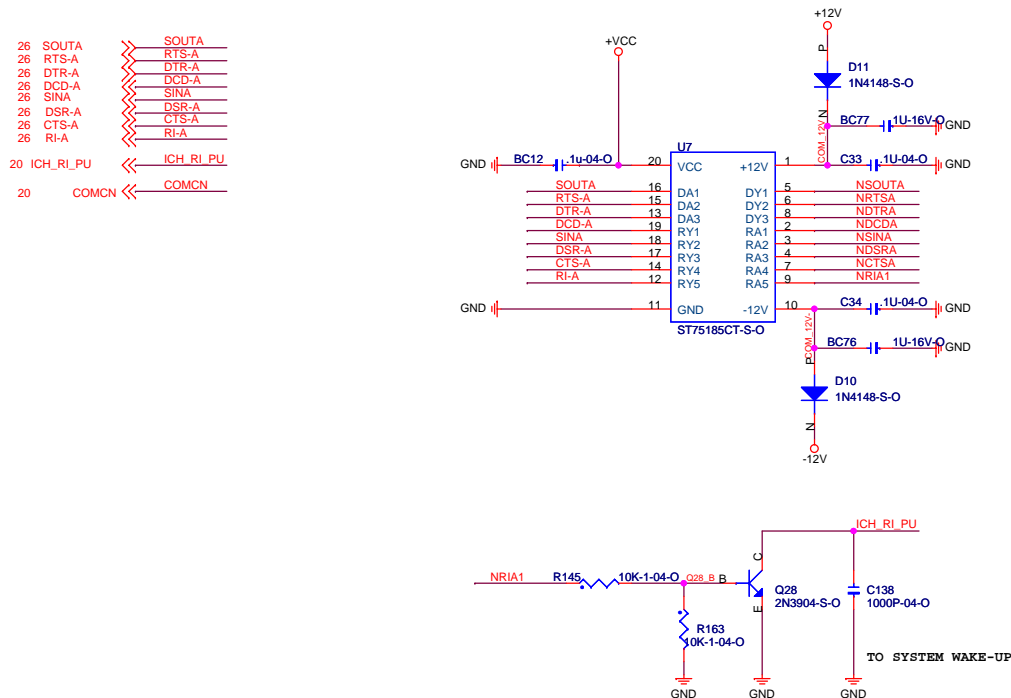 +12V
26 SOUTA SOUTA
26 RTS-A RTS-A
26 DTR-A DTR-A
26 DCD-A DCD-A
26 SINA SINA
26 DSR-A DSR-A
26 CTS-A CTS-A
26 RI-A RI-A
20 ICH_RI_PU ICH_RI_PU
20 COMCN COMCN
+VCC
P
D11
1N4148-S-O
N
COM_12V
BC77 1U-16V-O GND
U7
GND BC12 .1u-04-O 20 VCC +12V 1 C33 .1U-04-O GND
SOUTA 16 DA1 DY1 5 NSOUTA
RTS-A 15 DA2 DY2 6 NRTSA
DTR-A 13 DA3 DY3 8 NDTRA
DCD-A 19 RY1 RA1 2 NDCDA
SINA 18 RY2 RA2 3 NSINA
DSR-A 17 RY3 RA3 4 NDSRA
CTS-A 14 RY4 RA4 7 NCTSA
RI-A 12 RY5 RA5 9 NRIA1
GND 11 GND -12V 10 C34 .1U-04-O GND
ST75185CT-S-O
COM_12V-
BC76 1U-16V-O GND
P
D10
1N4148-S-O
N
-12V
ICH_RI_PU
NRIA1 R145 10K-1-04-O Q28_B B
C
E
Q28
2N3904-S-O
C138
1000P-04-O
R163
10K-1-04-O
TO SYSTEM WAKE-UP
GND GND GND